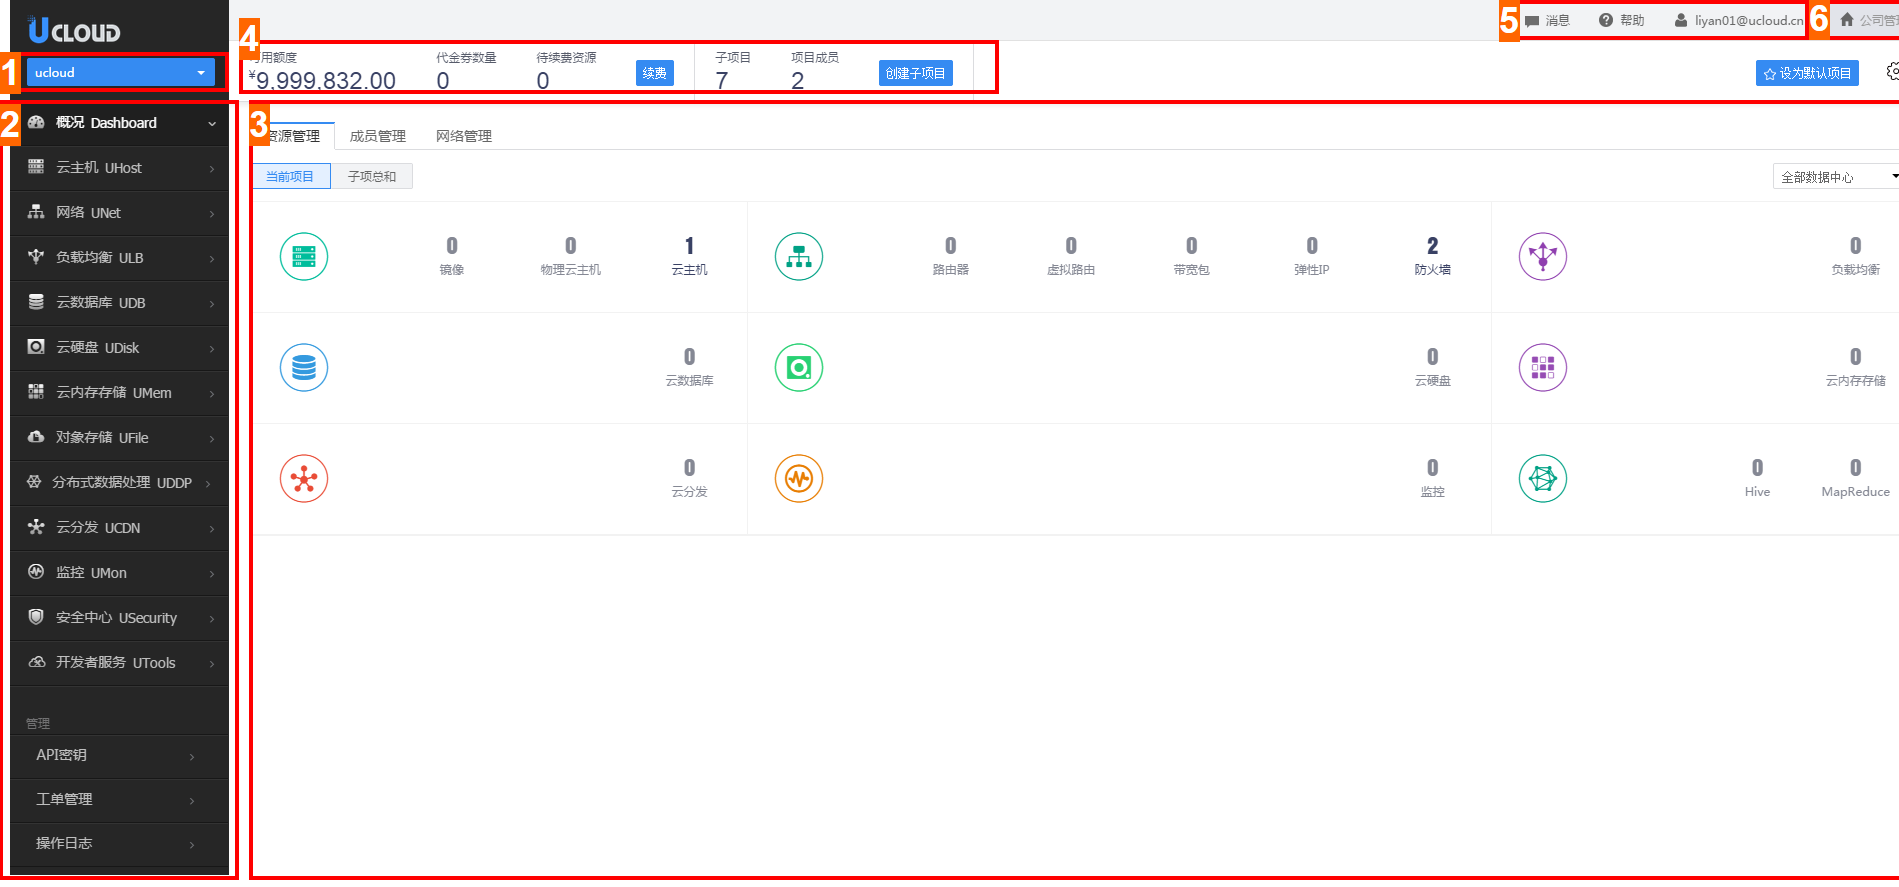 UCLOUD
5
消息
帮助
liyan01@ucloud.cn
6
公司管
1
ucloud
4
用额度
代金券数量
待续费资源
子项目
项目成员
¥9,999,832.00
0
0
续费
7
2
创建子项目
设为默认项目
2
概况 Dashboard
云主机 UHost
网络 UNet
负载均衡 ULB
云数据库 UDB
云硬盘 UDisk
云内存存储 UMem
对象存储 UFile
分布式数据处理 UDDP
云分发 UCDN
监控 UMon
安全中心 USecurity
开发者服务 UTools
管理
API密钥
工单管理
操作日志
3
资源管理
成员管理
网络管理
当前项目
子项总和
全部数据中心
0
0
1
镜像
物理云主机
云主机
0
0
0
0
2
路由器
虚拟路由
带宽包
弹性IP
防火墙
0
负载均衡
0
云数据库
0
云硬盘
0
云内存存储
0
云分发
0
监控
0
0
Hive
MapReduce